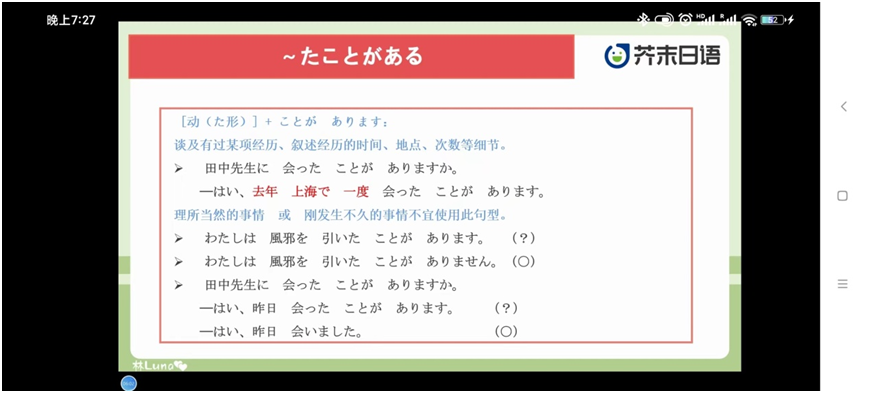 晚上7:27
HD
R
52
~たことがある
芥末日语
[动(た形)]+ ことが あります:
谈及有过某项经历、叙述经历的时间、地点、次数等细节。
➢ 田中先生に 会った ことが ありますか。
―はい、去年 上海で 一度 会った ことが あります。
理所当然的事情 或 刚发生不久的事情不宜使用此句型。
➢ わたしは 風邪を 引いた ことが あります。 (?)
➢ わたしは 風邪を 引いた ことが ありません。(○)
➢ 田中先生に 会った ことが ありますか。
―はい、昨日 会った ことが あります。 (?)
―はい、昨日 会いました。 (○)
林Luno